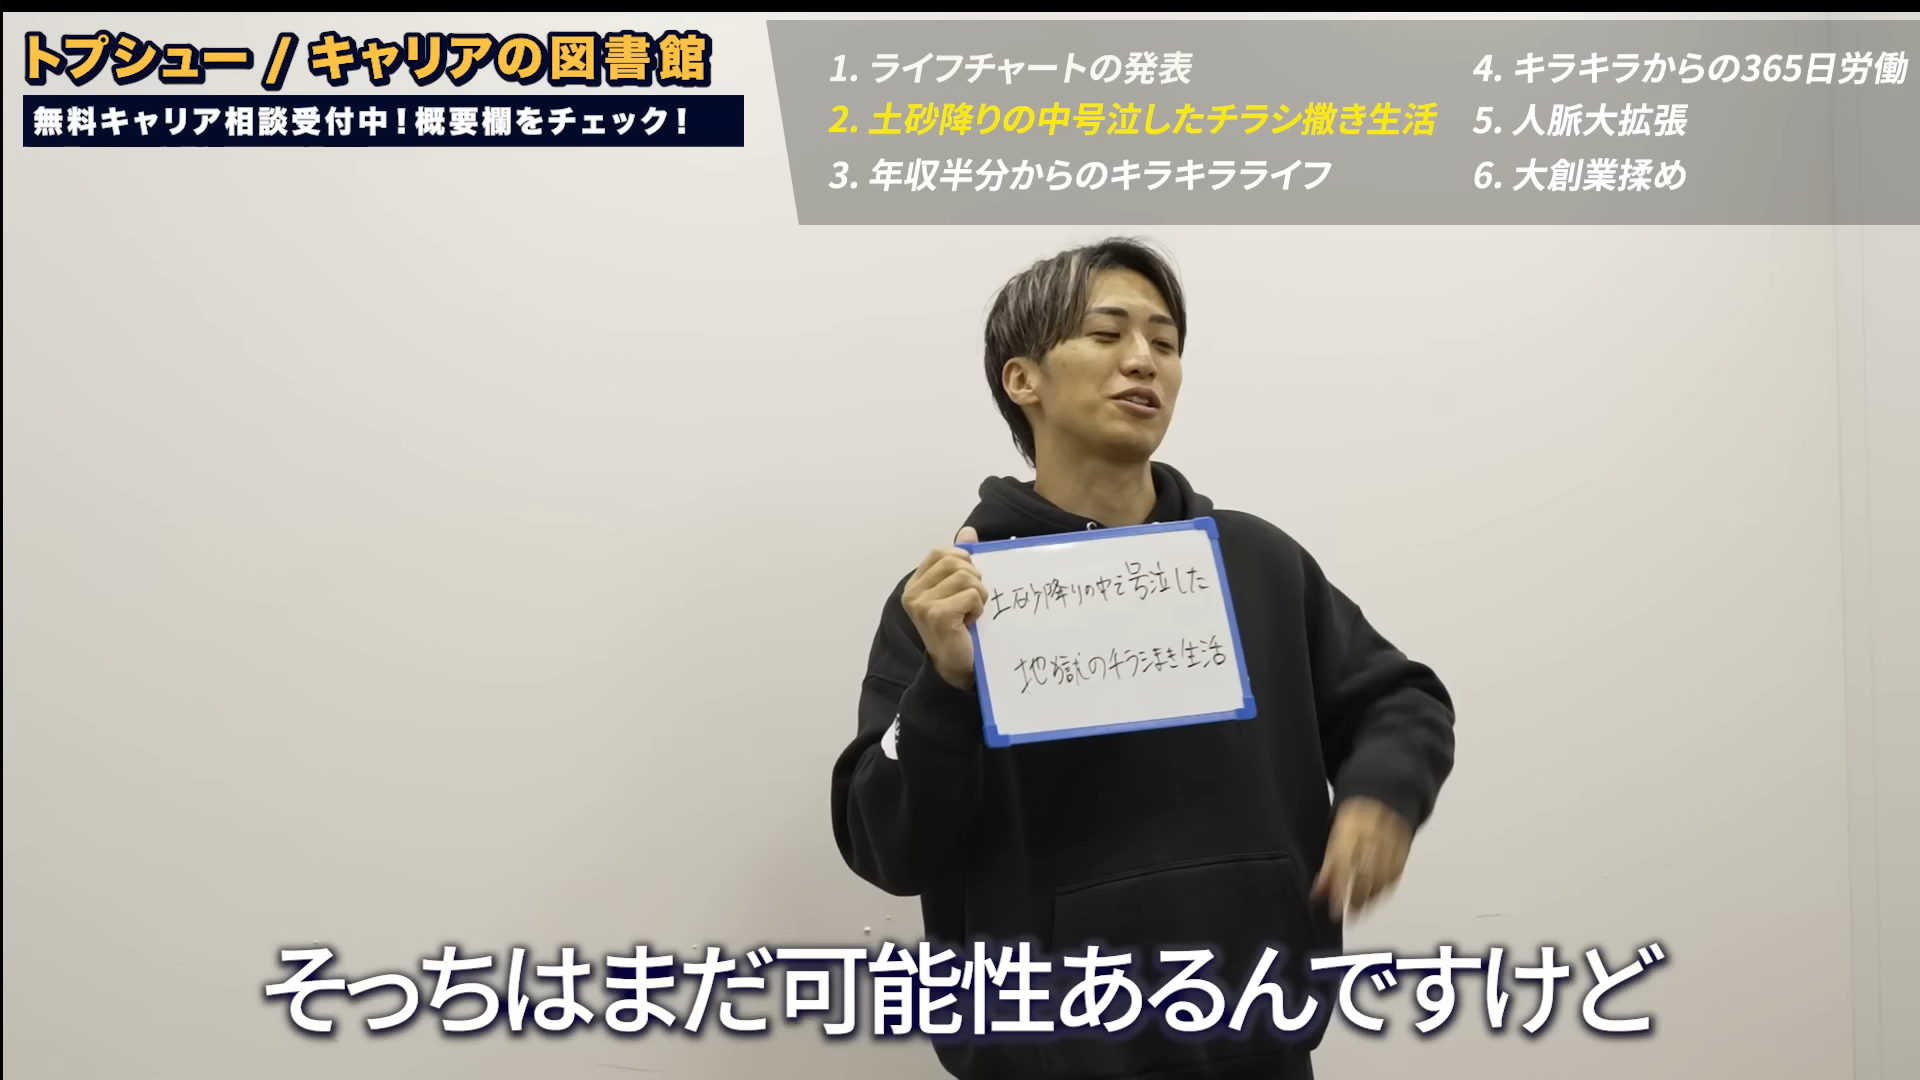 トプシュー / キャリアの図書館
無料キャリア相談受付中！概要欄をチェック！
1. ライフチャートの発表
2. 土砂降りの中号泣したチラシ撒き生活
3. 年収半分からのキラキラライフ
4. キラキラからの365日労働
5. 人脈大拡張
6. 大創業揉め
土砂降りの中で号泣した
地獄のチラシまき生活
そっちはまだ可能性あるんですけど